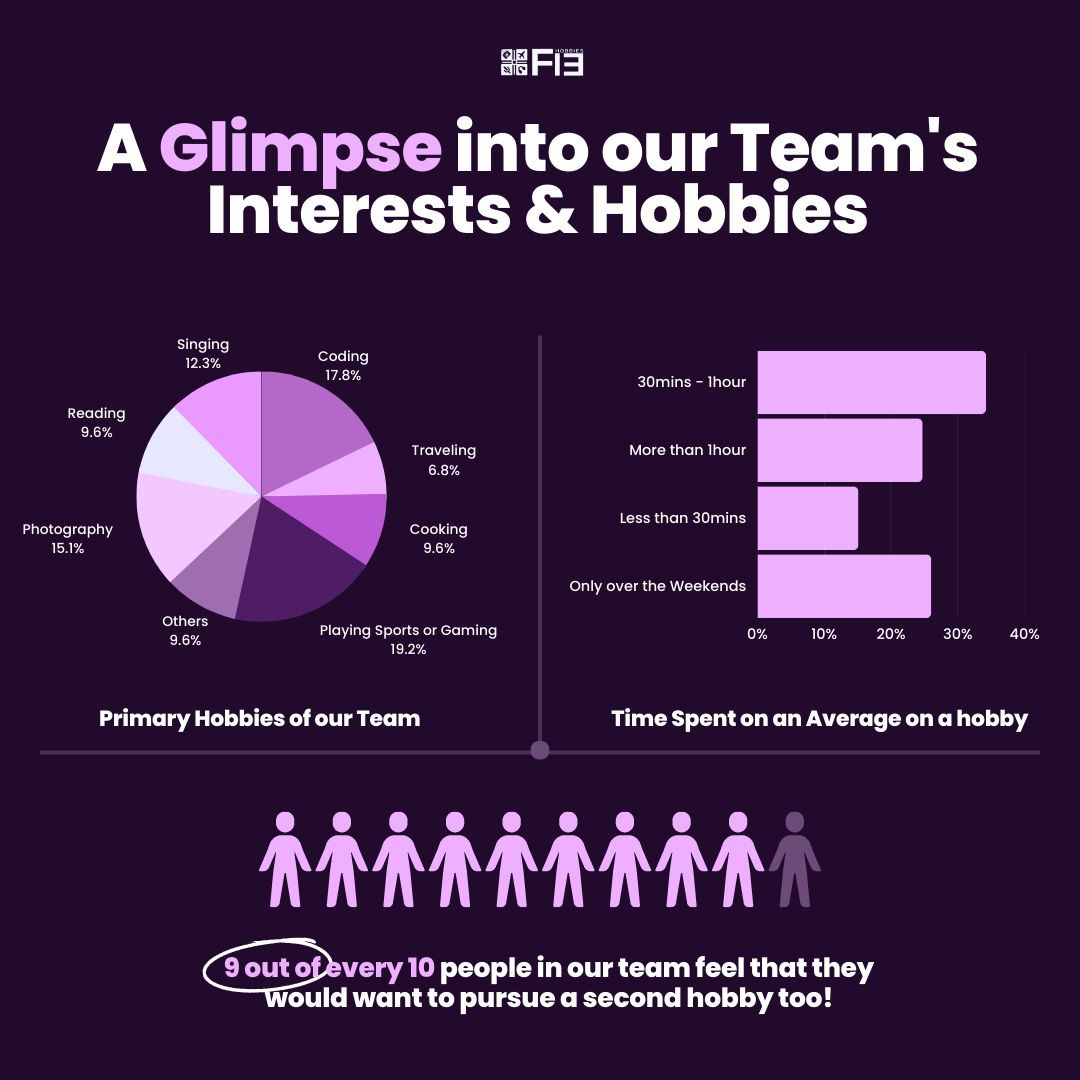 HOBBIES
FIE
A Glimpse into our Team's
Interests & Hobbies
Singing
12.3%
Coding
17.8%
Reading
9.6%
Traveling
6.8%
Photography
15.1%
Cooking
9.6%
Others
9.6%
Playing Sports or Gaming
19.2%
Primary Hobbies of our Team
30mins - 1hour
More than 1hour
Less than 30mins
Only over the Weekends
0% 10% 20% 30% 40%
Time Spent on an Average on a hobby
9 out of every 10 people in our team feel that they
would want to pursue a second hobby too!